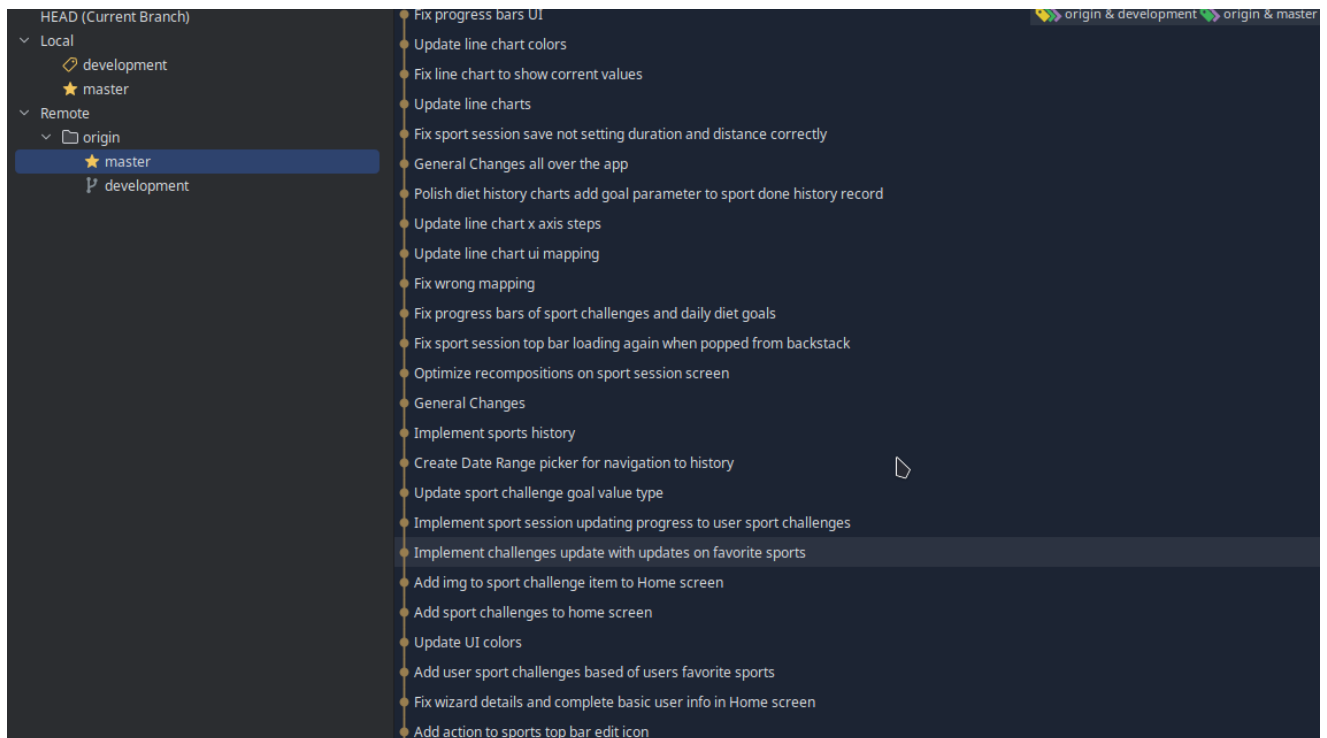 HEAD (Current Branch)
Local
development
master
Remote
origin
master
development
Fix progress bars UI
origin & development origin & master
Update line chart colors
Fix line chart to show corrent values
Update line charts
Fix sport session save not setting duration and distance correctly
General Changes all over the app
Polish diet history charts add goal parameter to sport done history record
Update line chart x axis steps
Update line chart ui mapping
Fix wrong mapping
Fix progress bars of sport challenges and daily diet goals
Fix sport session top bar loading again when popped from backstack
Optimize recompositions on sport session screen
General Changes
Implement sports history
Create Date Range picker for navigation to history
Update sport challenge goal value type
Implement sport session updating progress to user sport challenges
Implement challenges update with updates on favorite sports
Add img to sport challenge item to Home screen
Add sport challenges to home screen
Update UI colors
Add user sport challenges based of users favorite sports
Fix wizard details and complete basic user info in Home screen
Add action to sports top bar edit icon